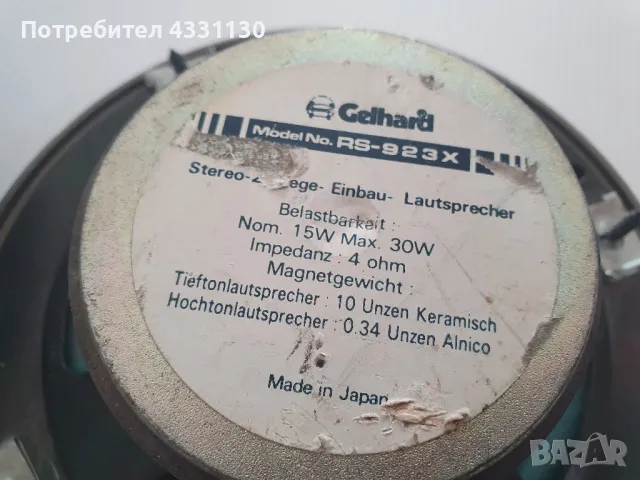 Потребител 4331130
Gelhard
Model No. RS-923X
Stereo-2 Einbau- Lautsprecher
Belastbarkeit :
Nom. 15W Max. 30W
Impedanz : 4 ohm
Magnetgewicht :
Tieftonlautsprecher : 10 Unzen Keramisch
Hochtonlautsprecher : 0.34 Unzen Alnico
Made in Japan
BAZAR